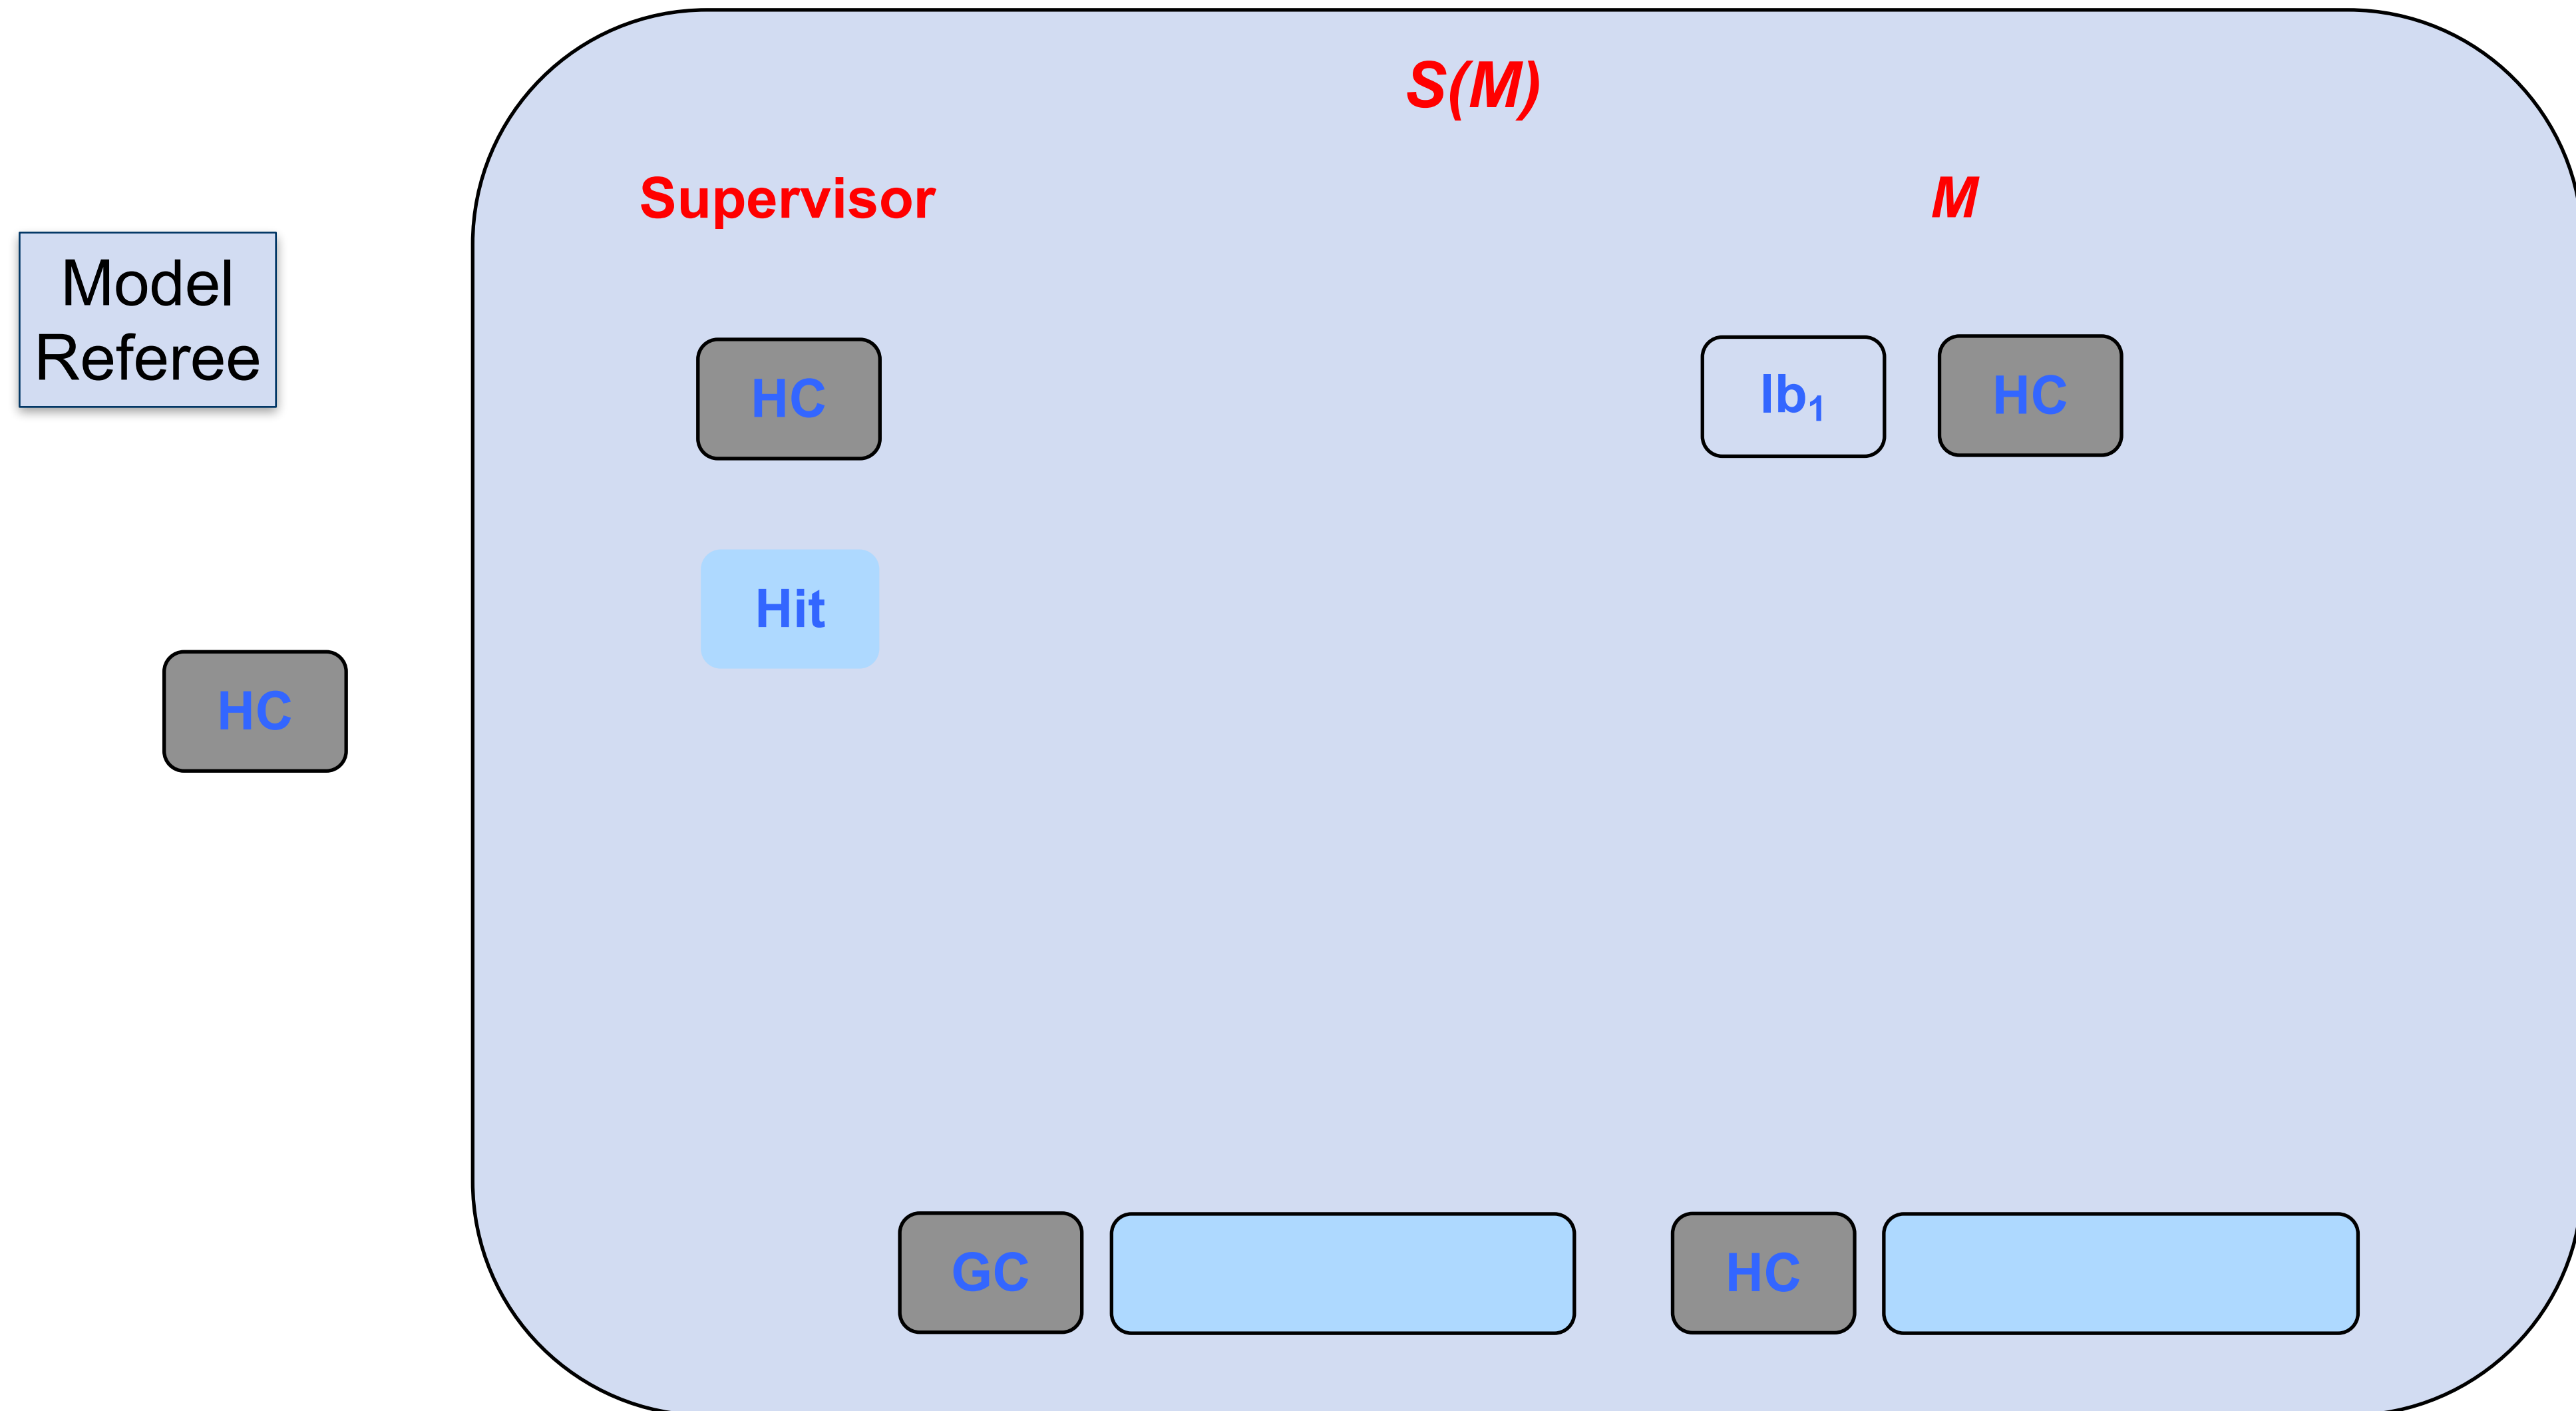 S(M)
Supervisor
M
Model
Referee
HC
lb₁
HC
Hit
HC
GC
HC